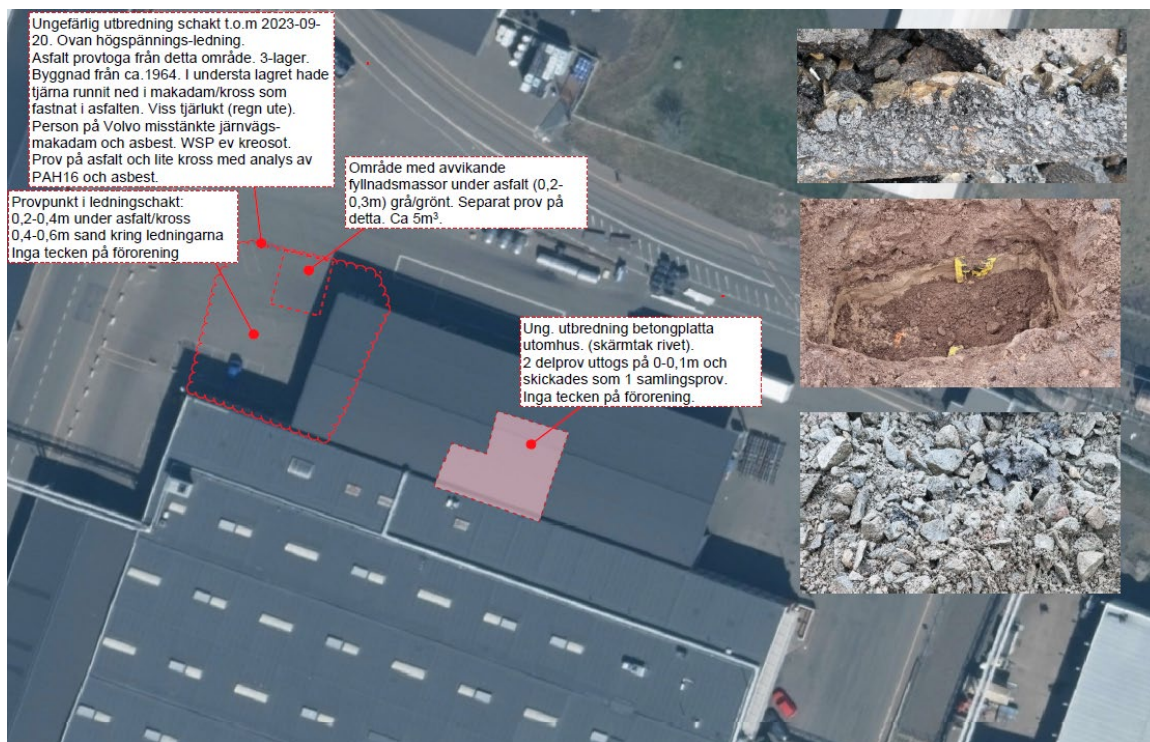 Ungefärlig utbredning schakt t.o.m 2023-09-
20. Ovan högspännings-ledning.
Asfalt provtoga från detta område. 3-lager.
Byggnad från ca.1964. I understa lagret hade
tjärna runnit ned i makadam/kross som
fastnat i asfalten. Viss tjärlukt (regn ute).
Person på Volvo misstänkte järnvägs-
makadam och asbest. WSP ev kreosot.
Prov på asfalt och lite kross med analys av
PAH16 och asbest.
Område med avvikande
fyllnadsmassor under asfalt (0,2-
0,3m) grå/grönt. Separat prov på
detta. Ca 5m³.
Provpunkt i ledningschakt:
0,2-0,4m under asfalt/kross
0,4-0,6m sand kring ledningarna
Inga tecken på förorening
Ung. utbredning betongplatta
utomhus. (skärmtak rivet).
2 delprov uttogs på 0-0,1m och
skickades som 1 samlingsprov.
Inga tecken på förorening.